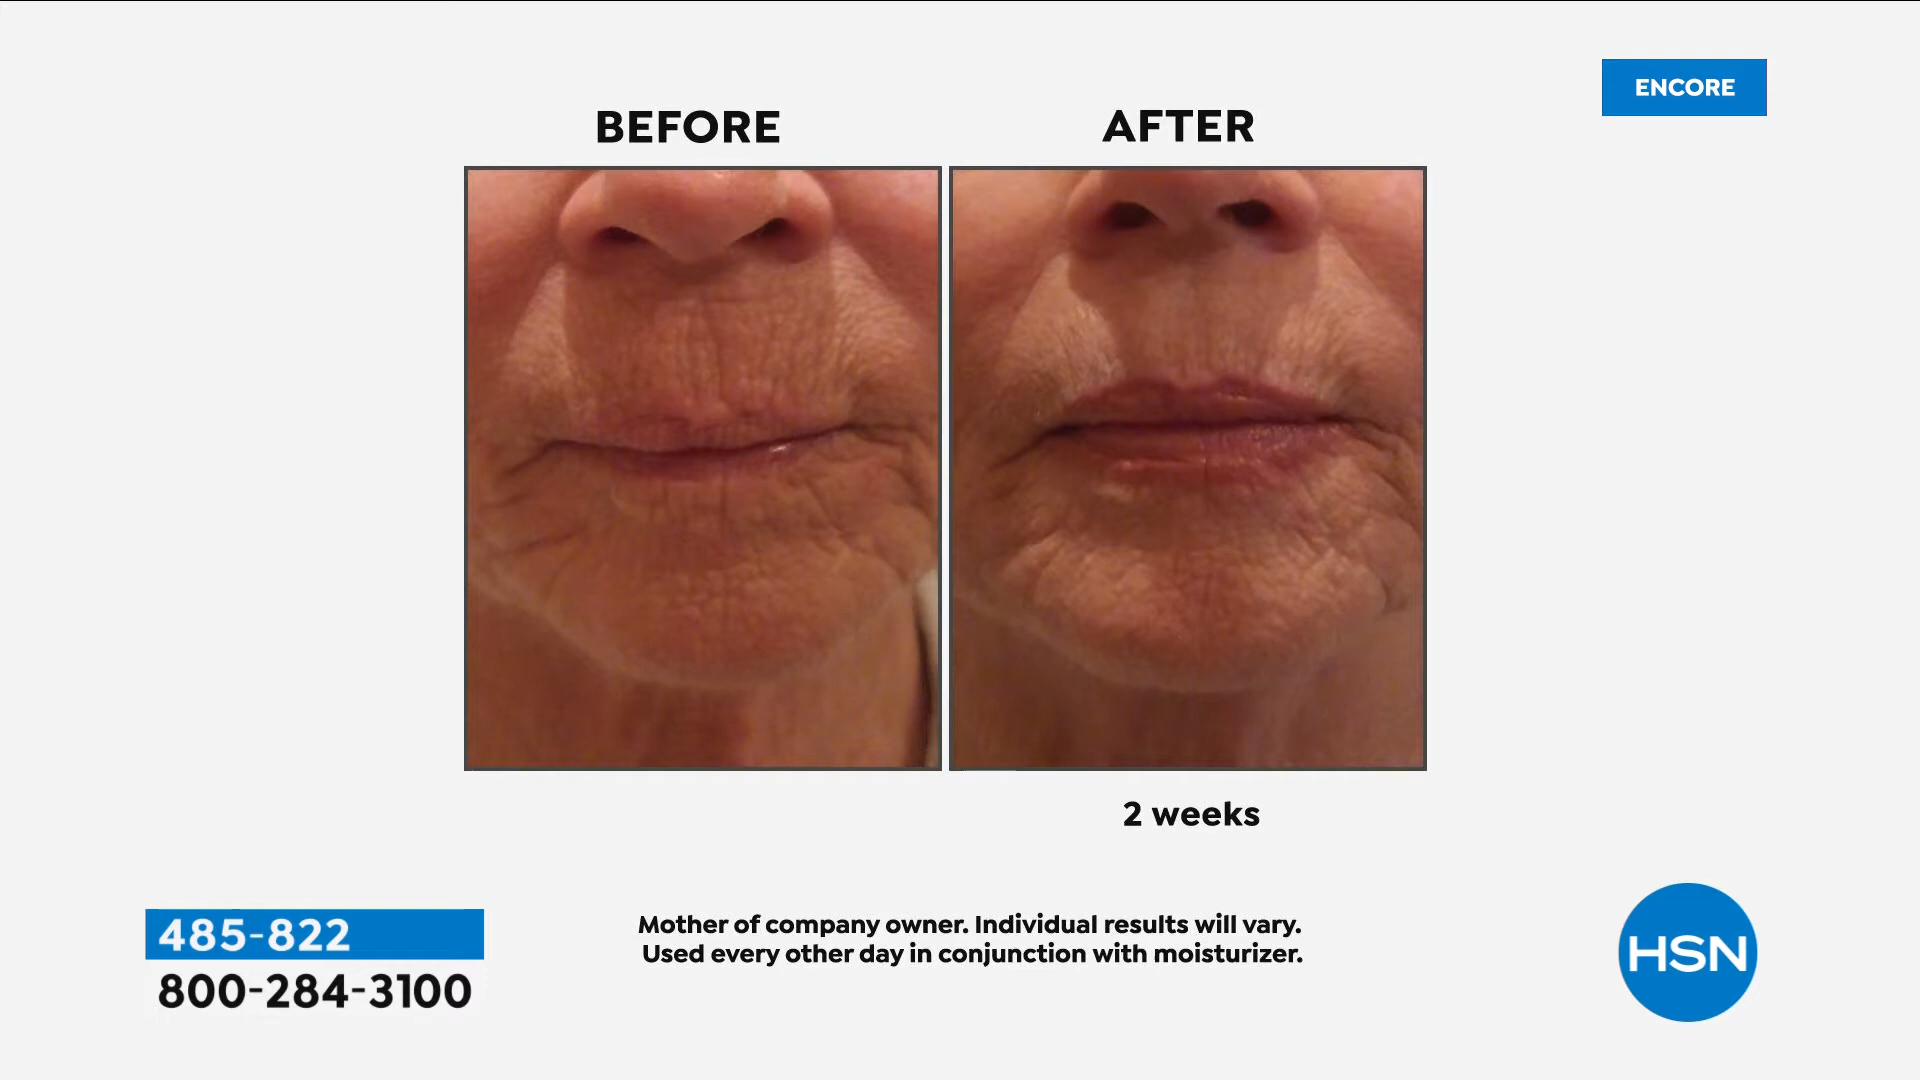 ENCORE
BEFORE
AFTER
2 weeks
485-822
800-284-3100
Mother of company owner. Individual results will vary.
Used every other day in conjunction with moisturizer.
HSN